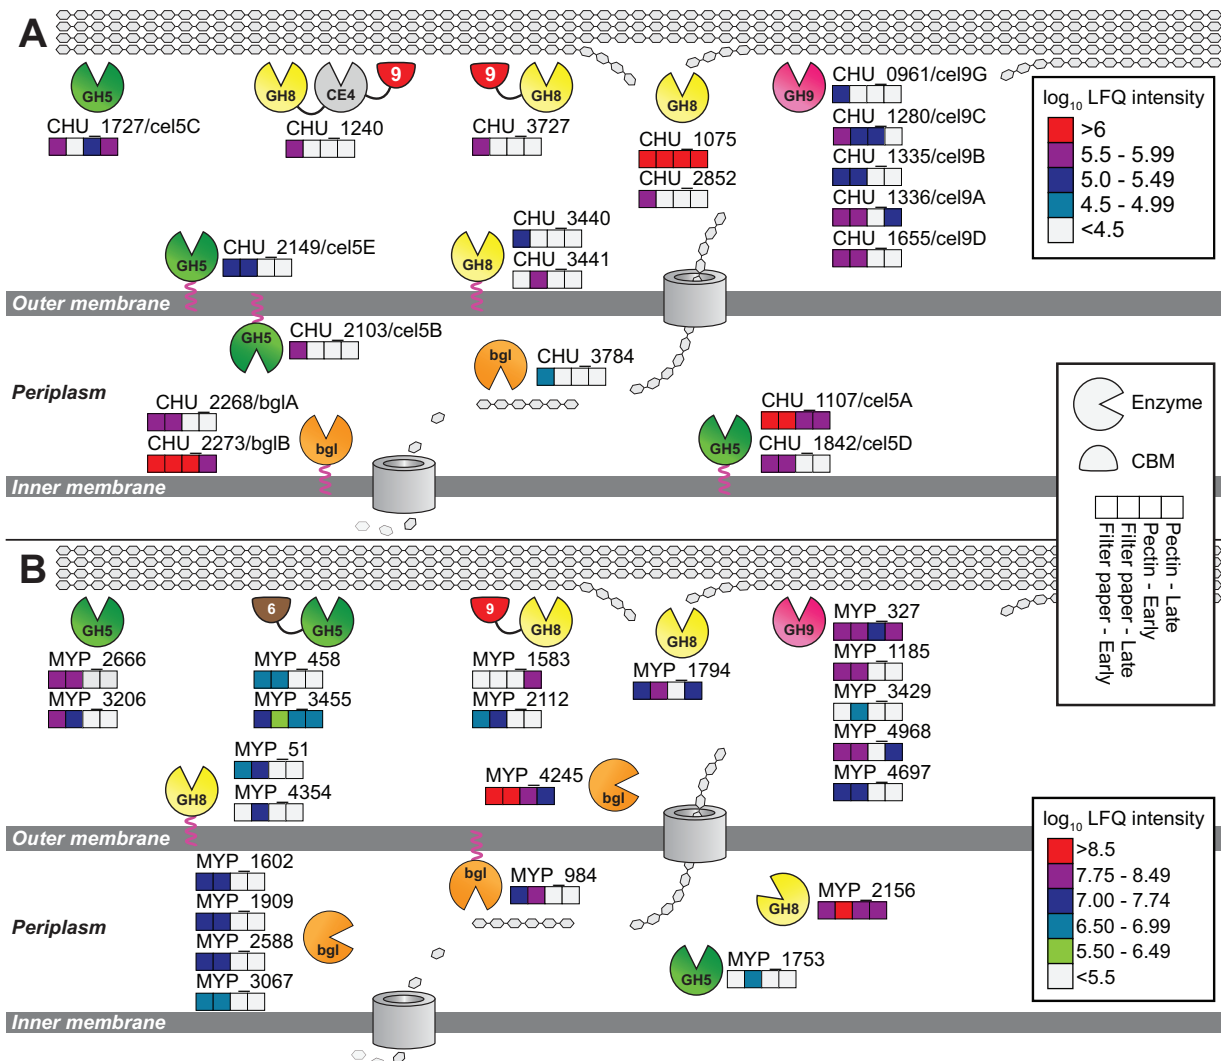 A
GH5
CHU_1727/cel5C
GH8
CE4
9
CHU_1240
9
GH8
CHU_3727
GH8
CHU_1075
CHU_2852
GH9
CHU_0961/cel9G
CHU_1280/cel9C
CHU_1335/cel9B
CHU_1336/cel9A
CHU_1655/cel9D
log10 LFQ intensity
>6
5.5 - 5.99
5.0 - 5.49
4.5 - 4.99
<4.5
GH5
CHU_2149/cel5E
GH8
CHU_3440
CHU_3441
Outer membrane
GH5
CHU_2103/cel5B
bgl
CHU_3784
Periplasm
CHU_2268/bglA
CHU_2273/bglB
bgl
GH5
CHU_1107/cel5A
CHU_1842/cel5D
Inner membrane
Enzyme
CBM
Filter paper - Early
Filter paper - Late
Pectin - Early
Pectin - Late
B
GH5
MYP_2666
MYP_3206
6
GH5
MYP_458
MYP_3455
9
GH8
MYP_1583
MYP_2112
GH8
MYP_1794
GH9
MYP_327
MYP_1185
MYP_3429
MYP_4968
MYP_4697
GH8
MYP_51
MYP_4354
MYP_4245
bgl
Outer membrane
log10 LFQ intensity
>8.5
7.75 - 8.49
7.00 - 7.74
6.50 - 6.99
5.50 - 6.49
<5.5
MYP_1602
MYP_1909
MYP_2588
MYP_3067
bgl
bgl
MYP_984
GH8
MYP_2156
GH5
MYP_1753
Periplasm
Inner membrane